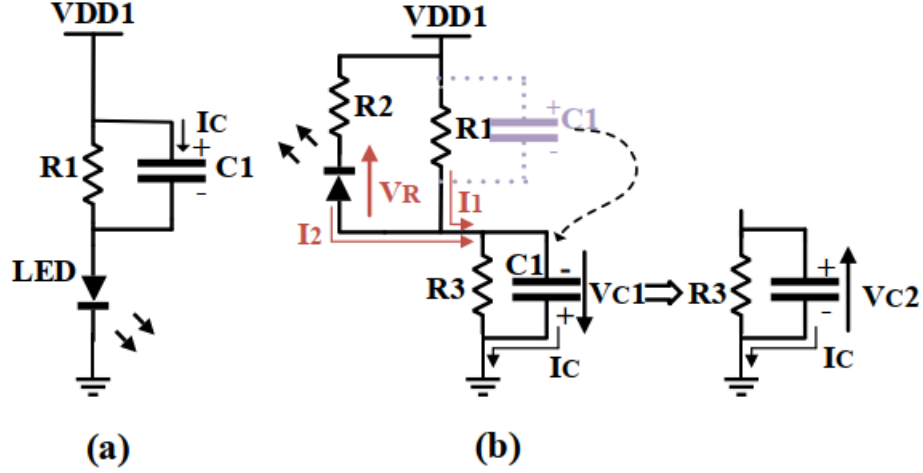 VDD1
IC
+
R1
C1
-
LED
(a)
VDD1
R2
R1
+
C1
-
VR
I1
I2
R3
C1
-
+
VC1
IC
(b)
R3
+
-
VC2
IC